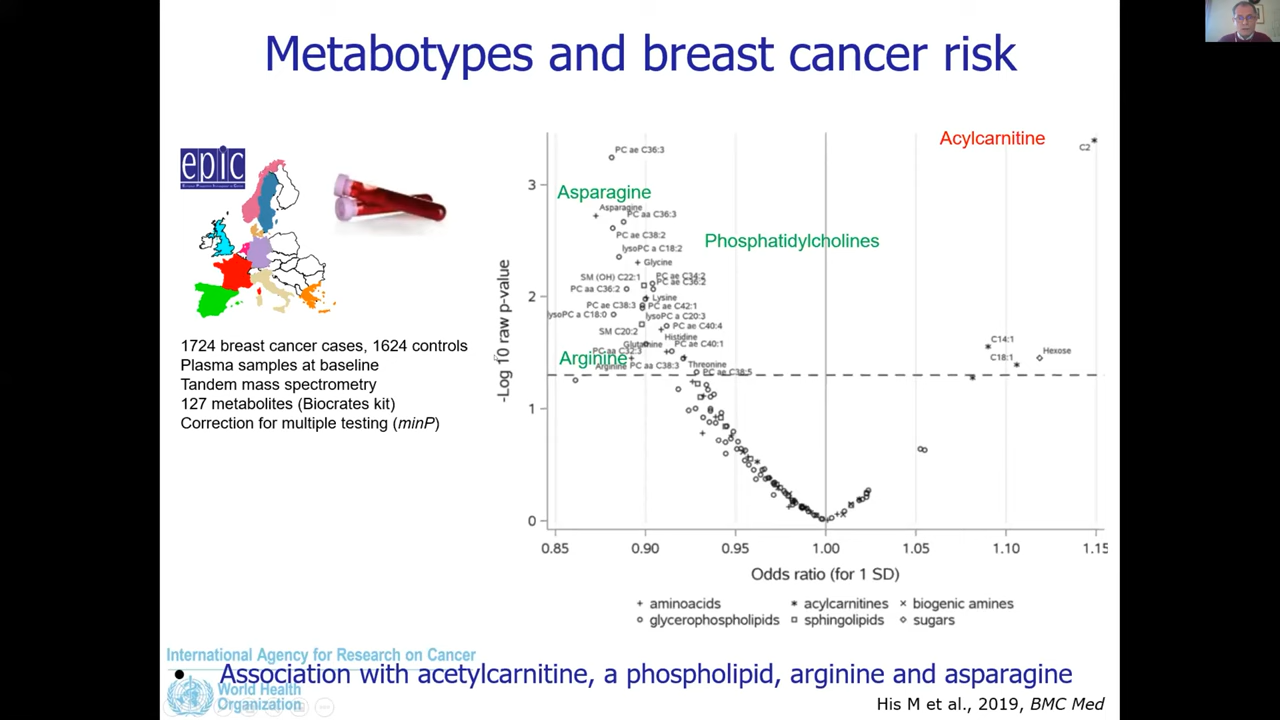 Metabotypes and breast cancer risk
epic
1724 breast cancer cases, 1624 controls
Plasma samples at baseline
Tandem mass spectrometry
127 metabolites (Biocrates kit)
Correction for multiple testing (minP)
Acylcarnitine
C2
PC ae C36:3
3
Asparagine
Asparagine
PC aa C36:3
PC ae C38:2
Phosphatidylcholines
lysoPC a C18:2
Glycine
SM (OH) C22:1
PC ae C34:2
PC ae C36:2
PC aa C36:2
2
Lysine
PC ae C38:3
PC ae C42:1
lysoPC a C18:0
lysoPC a C20:3
SM C20:2
PC ae C40:4
Histidine
C14:1
Glutamine
PC ae C40:1
PC aa C32:3
Hexose
C18:1
Arginine
Arginine
PC aa C38:3
Threonine
PC ae C38:5
1
0
-Log 10 raw p-value
0.85 0.90 0.95 1.00 1.05 1.10 1.15
Odds ratio (for 1 SD)
aminoacids acylcarnitines biogenic amines
glycerophospholipids sphingolipids sugars
International Agency for Research on Cancer
• Association with acetylcarnitine, a phospholipid, arginine and asparagine
World Health
Organization
His M et al., 2019, BMC Med